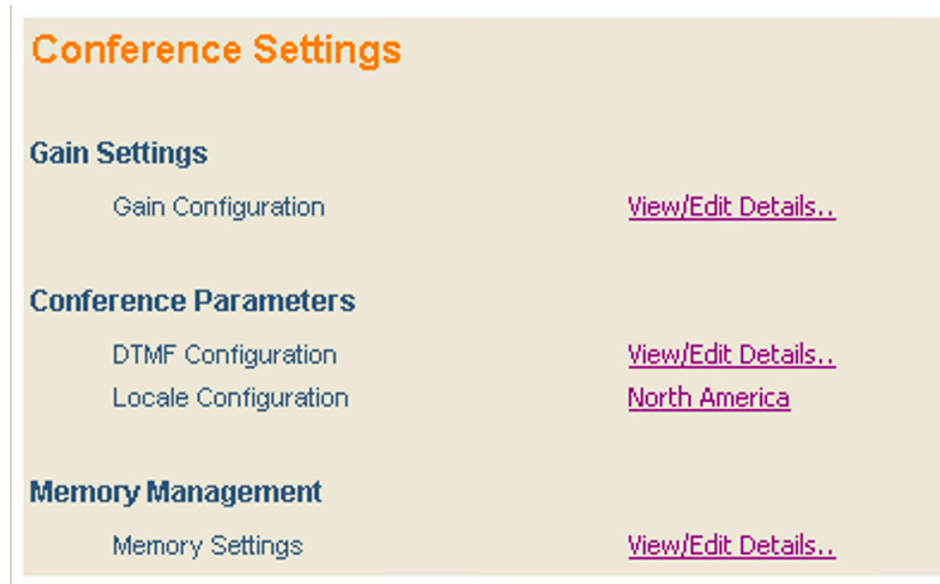 Conference Settings
Gain Settings
Gain Configuration View/Edit Details..
Conference Parameters
DTMF Configuration View/Edit Details..
Locale Configuration North America
Memory Management
Memory Settings View/Edit Details..